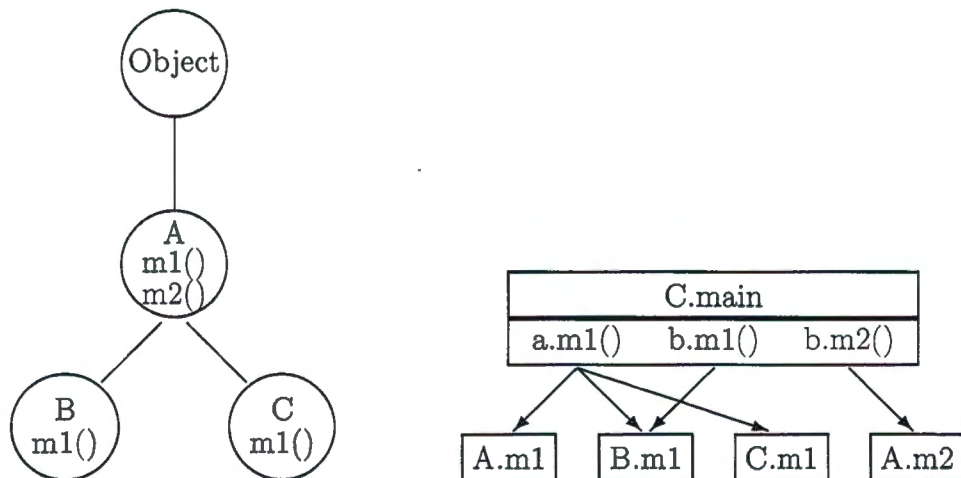 Object
A
m1()
m2()
B
m1()
C
m1()
C.main
a.m1() b.m1() b.m2()
A.m1 B.m1 C.m1 A.m2